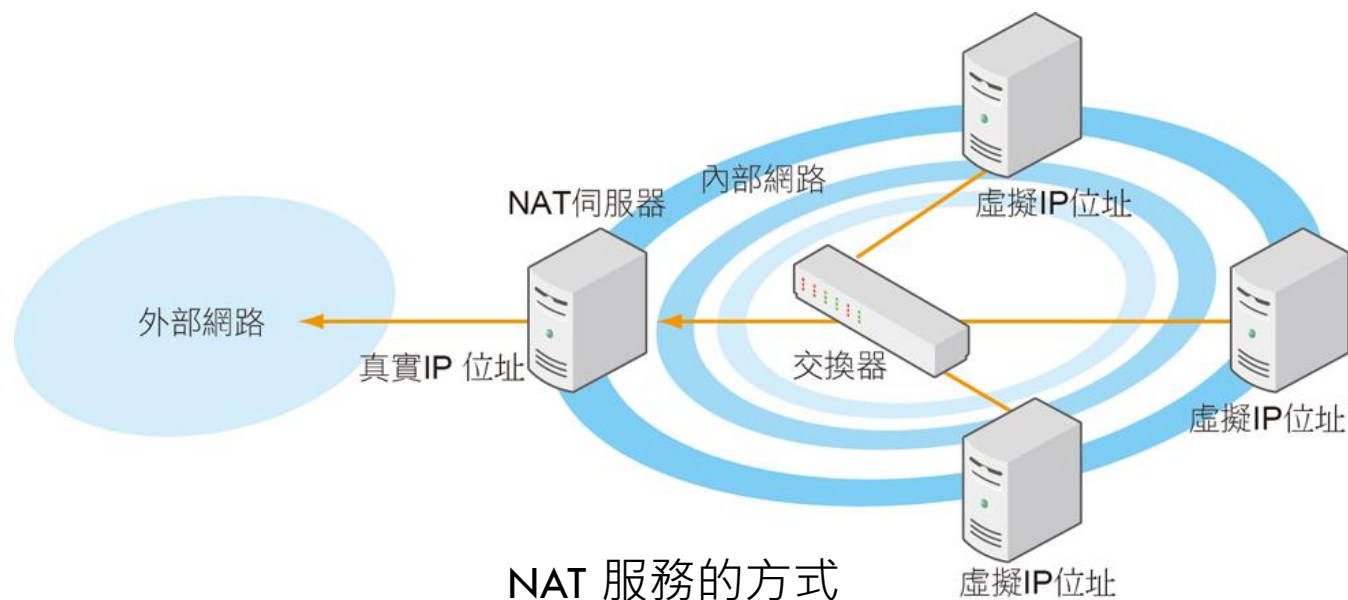 內部網路
NAT伺服器
虛擬IP位址
外部網路
真實IP 位址
交換器
虛擬IP位址
NAT 服務的方式
虛擬IP位址